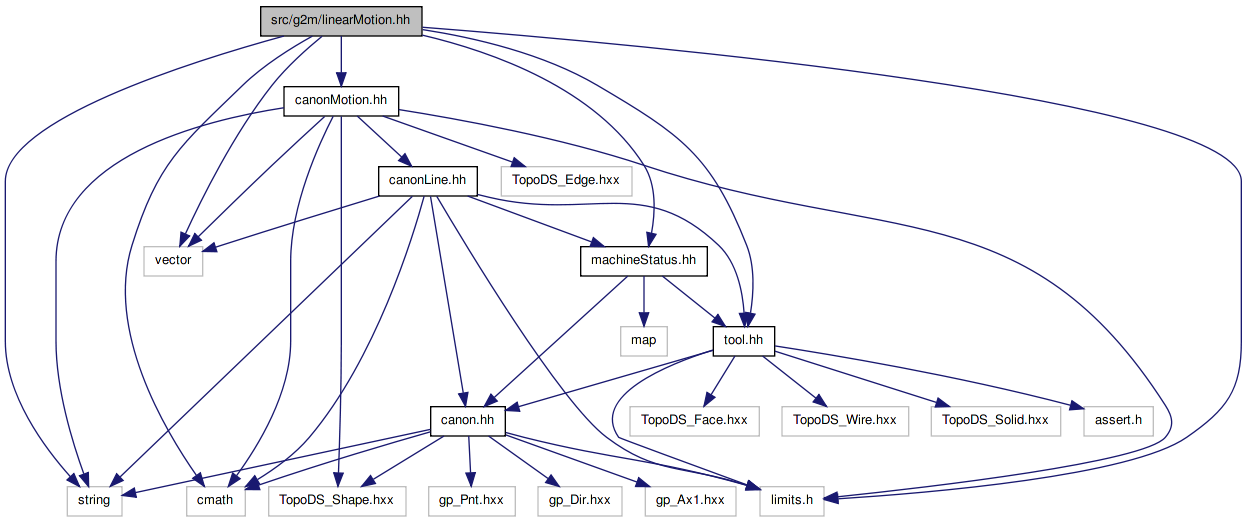 src/g2m/linearMotion.hh
canonMotion.hh
canonLine.hh
TopoDS_Edge.hxx
vector
machineStatus.hh
map
tool.hh
canon.hh
TopoDS_Face.hxx
TopoDS_Wire.hxx
TopoDS_Solid.hxx
assert.h
string
cmath
TopoDS_Shape.hxx
gp_Pnt.hxx
gp_Dir.hxx
gp_Ax1.hxx
limits.h